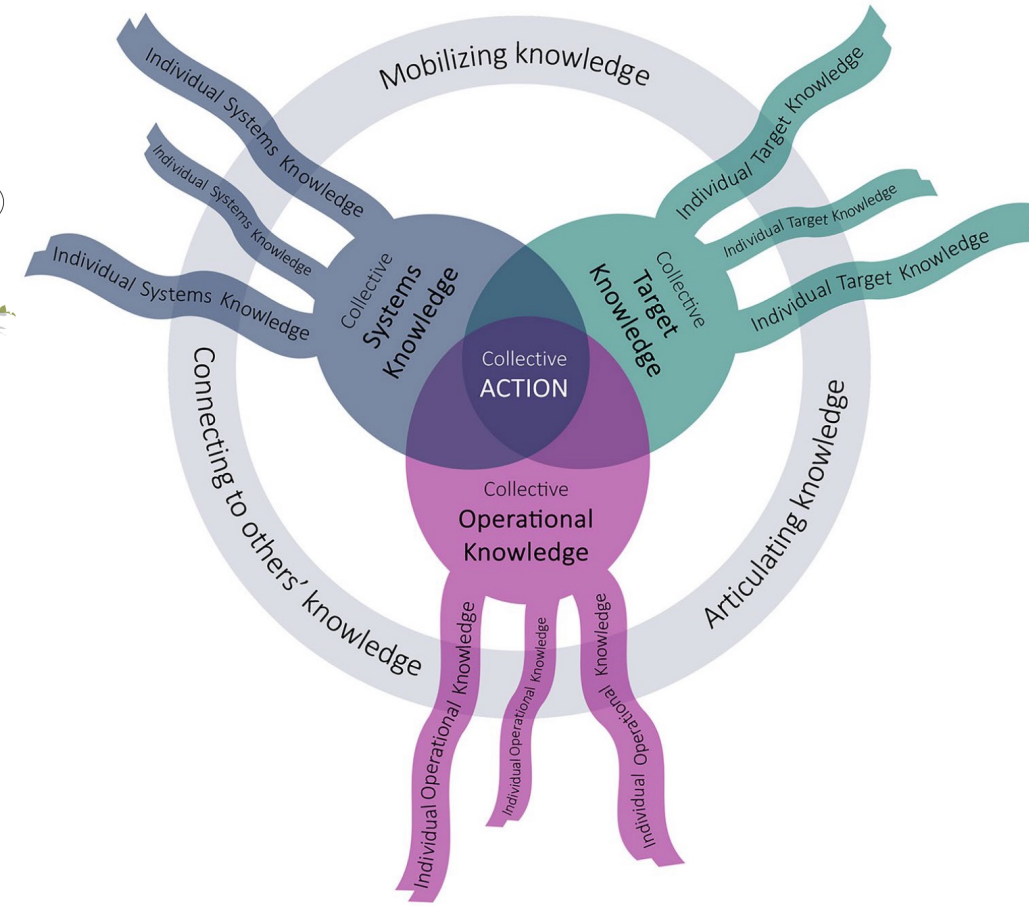 Mobilizing knowledge
Individual Systems Knowledge
Individual Systems Knowledge
Individual Systems Knowledge
Individual Target Knowledge
Individual Target Knowledge
Individual Target Knowledge
Collective
Systems
Knowledge
Collective
Target
Knowledge
Collective
ACTION
Collective
Operational
Knowledge
Connecting to others’ knowledge
Articulating knowledge
Individual Operational Knowledge
Individual Operational Knowledge
Individual Operational Knowledge